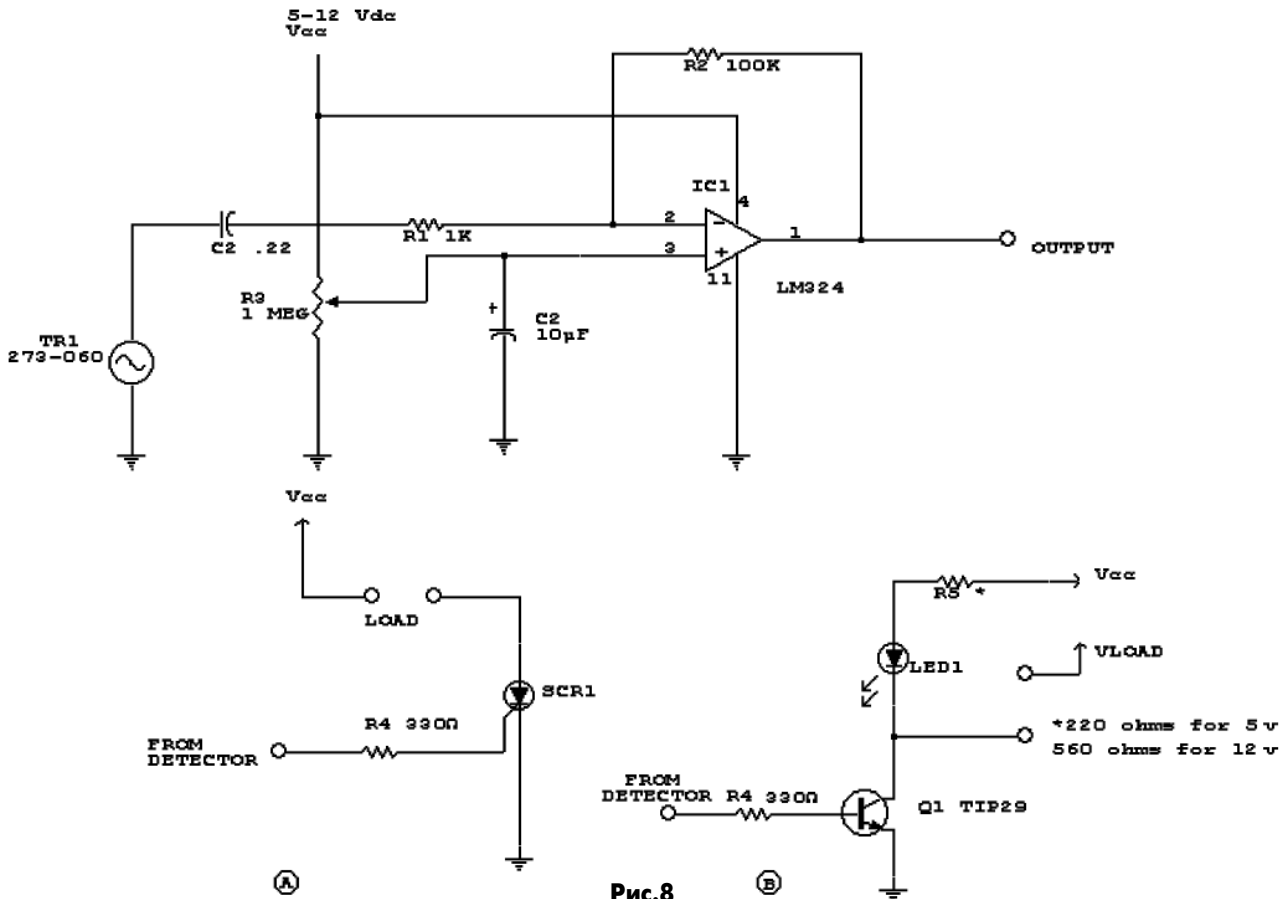 5-12 Vdc
Vcc
R2 100K
IC1
4
2
1
R1 1K
C2 .22
3
OUTPUT
11
LM324
R3
1 MEG
+
C2
10µF
TR1
273-060
Vcc
Vcc
R5 *
LOAD
VLOAD
LED1
SCR1
R4 330Ω
*220 ohms for 5v
560 ohms for 12v
FROM
DETECTOR
FROM
DETECTOR R4 330Ω
Q1 TIP29
A
Рис.8
B